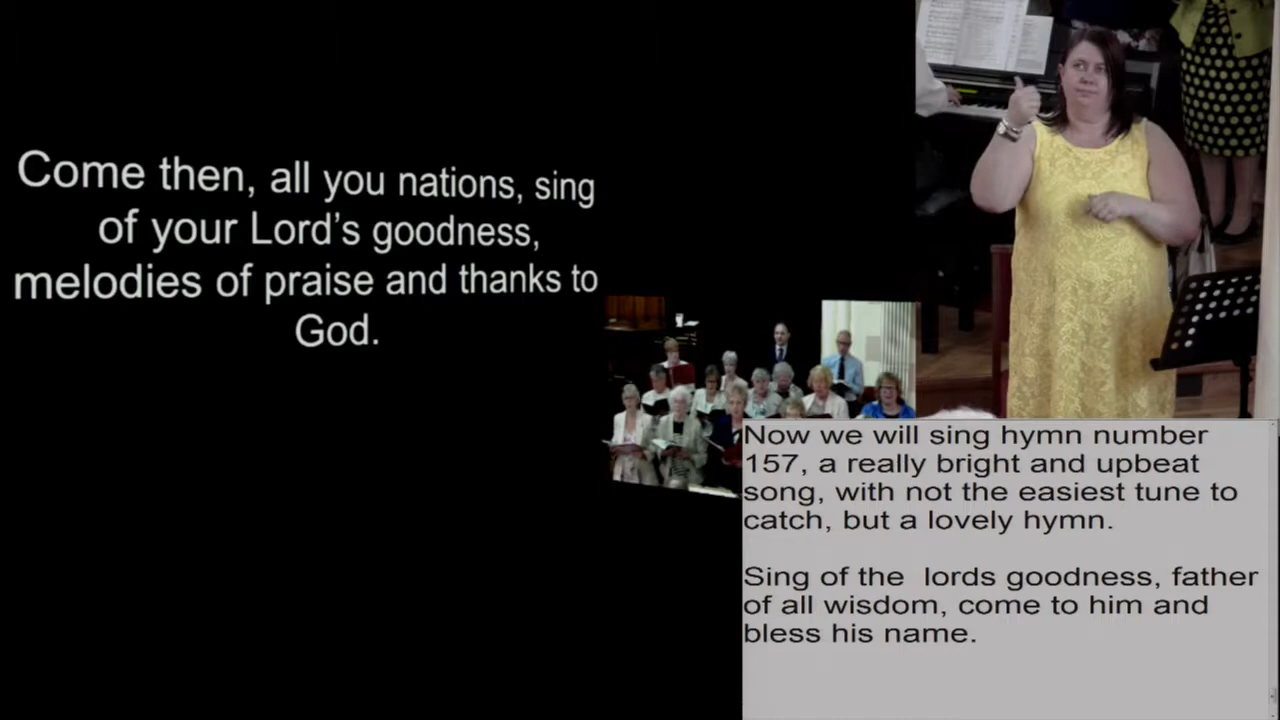 Come then, all you nations, sing
of your Lord’s goodness,
melodies of praise and thanks to
God.
Now we will sing hymn number
157, a really bright and upbeat
song, with not the easiest tune to
catch, but a lovely hymn.
Sing of the  lords goodness, father
of all wisdom, come to him and
bless his name.